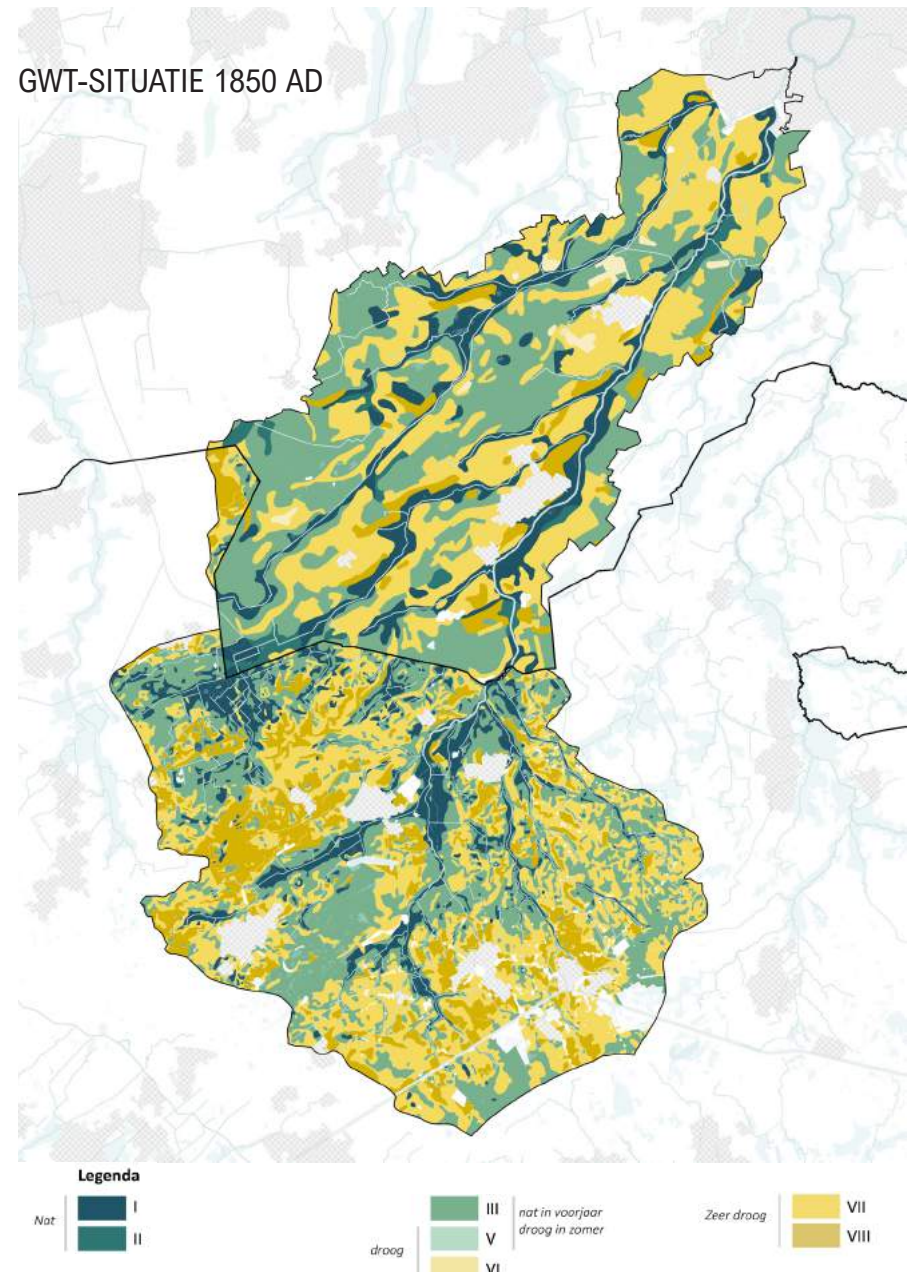 GWT-SITUATIE 1850 AD
Legenda
Nat
I
II
droog
III
V
VI
nat in voorjaar
droog in zomer
Zeer droog
VII
VIII